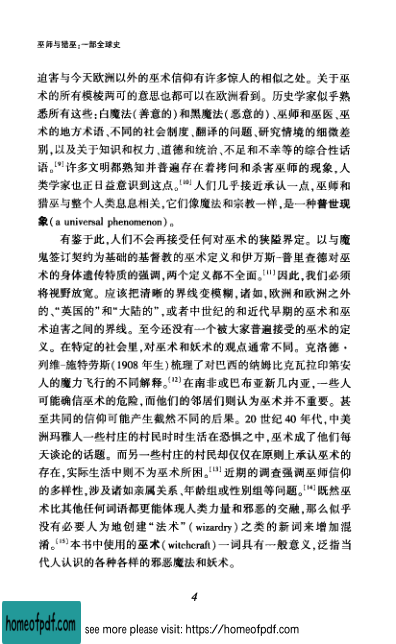 巫师与猎巫:一部全球史
迫害与今天欧洲以外的巫术信仰有许多惊人的相似之处。关于巫
术的所有模棱两可的意思也都可以在欧洲看到。历史学家似乎熟
悉所有这些:白魔法(善意的)和黑魔法(恶意的)、巫师和巫医、巫
术的地方术语、不同的社会制度、翻译的问题、研究情境的细微差
别,以及关于知识和权力、道德和统治、不足和不幸等的综合性话
语。[9]许多文明都熟知并普遍存在着拷问和杀害巫师的现象,人
类学家也正日益意识到这点。[10]人们几乎接近承认一点,巫师和
猎巫与整个人类息息相关,它们像魔法和宗教一样,是一种普世现
象(a universal phenomenon)。
有鉴于此,人们不会再接受任何对巫术的狭隘界定。以与魔
鬼签订契约为基础的基督教的巫术定义和伊万斯-普里查德对巫
术的身体遗传特质的强调,两个定义都不全面。[11]因此,我们必须
将视野放宽。应该把清晰的界线变模糊,诸如,欧洲和欧洲之外
的、“英国的”和“大陆的”,或者中世纪的和近代早期的巫术和巫
术迫害之间的界线。至今还没有一个被大家普遍接受的巫术的定
义。在特定的社会里,对巫术和妖术的观点通常不同。克洛德·
列维-施特劳斯(1908 年生)梳理了对巴西的纳姆比克瓦拉印第安
人的魔力飞行的不同解释。[12]在南非或巴布亚新几内亚,一些人
可能确信巫术的危险,而他们的邻居们则认为巫术并不重要。甚
至共同的信仰可能产生截然不同的后果。20 世纪 40 年代,中美
洲玛雅人一些村庄的村民时时生活在恐惧之中,巫术成了他们每
天谈论的话题。而另一些村庄的村民却仅仅在原则上承认巫术的
存在,实际生活中则不为巫术所困。[13]近期的调查强调巫师信仰
的多样性,涉及诸如亲属关系、年龄组或性别组等问题。[14]既然巫
术比其他任何词语都更能体现人类力量和邪恶的交融,那么似乎
没有必要人为地创建“法术”(wizardry)之类的新词来增加混
淆。[15]本书中使用的巫术(witchcraft)一词具有一般意义,泛指当
代人认识的各种各样的邪恶魔法和妖术。
4
homeofpdf.com
see more please visit: https://homeofpdf.com